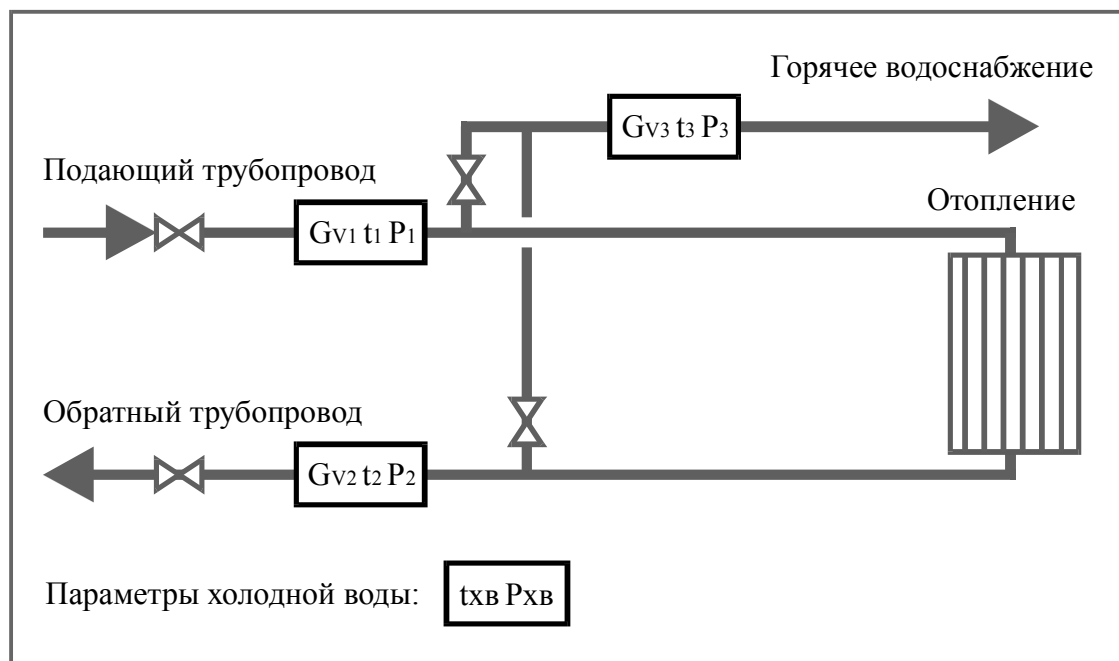 Горячее водоснабжение
Gv3 t3 P3
Подающий трубопровод
Отопление
Gv1 t1 P1
Обратный трубопровод
Gv2 t2 P2
Параметры холодной воды: tхв Pхв